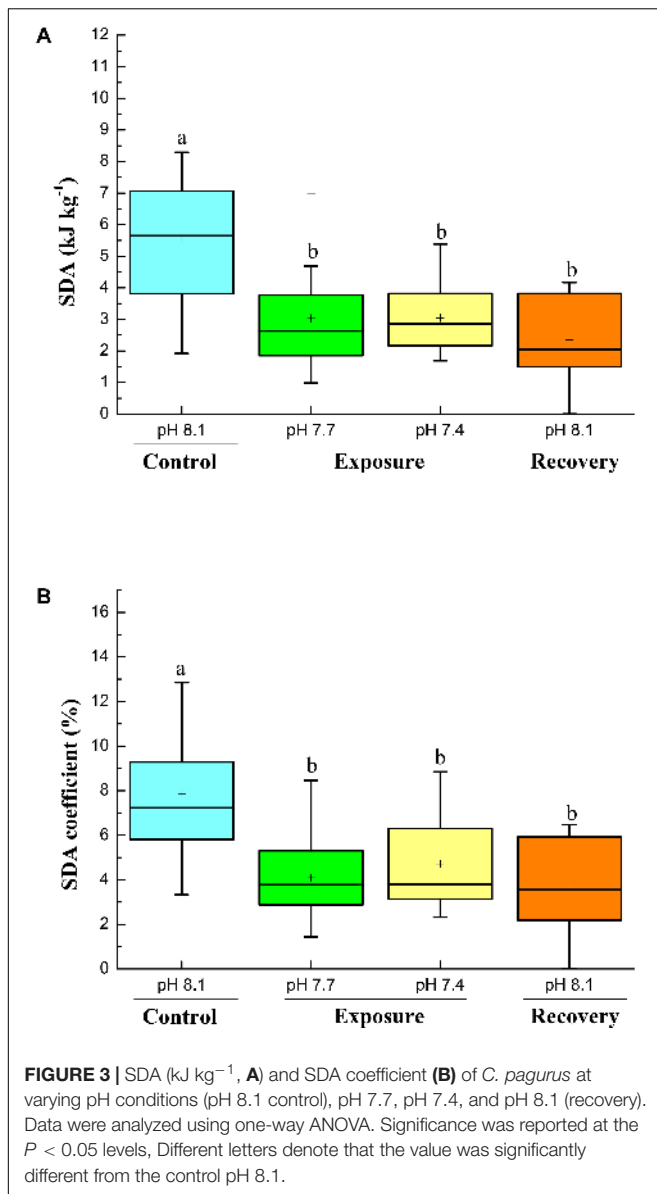 A
12
11
10
9
8
7
6
5
4
3
2
1
0
SDA (kJ kg⁻¹)
a
b
b
b
pH 8.1 pH 7.7 pH 7.4 pH 8.1
Control Exposure Recovery
B
16
14
12
10
8
6
4
2
0
SDA coefficient (%)
a
b
b
b
pH 8.1 pH 7.7 pH 7.4 pH 8.1
Control Exposure Recovery
FIGURE 3 | SDA (kJ kg⁻¹, A) and SDA coefficient (B) of C. pagurus at
varying pH conditions (pH 8.1 control), pH 7.7, pH 7.4, and pH 8.1 (recovery).
Data were analyzed using one-way ANOVA. Significance was reported at the
P < 0.05 levels, Different letters denote that the value was significantly
different from the control pH 8.1.